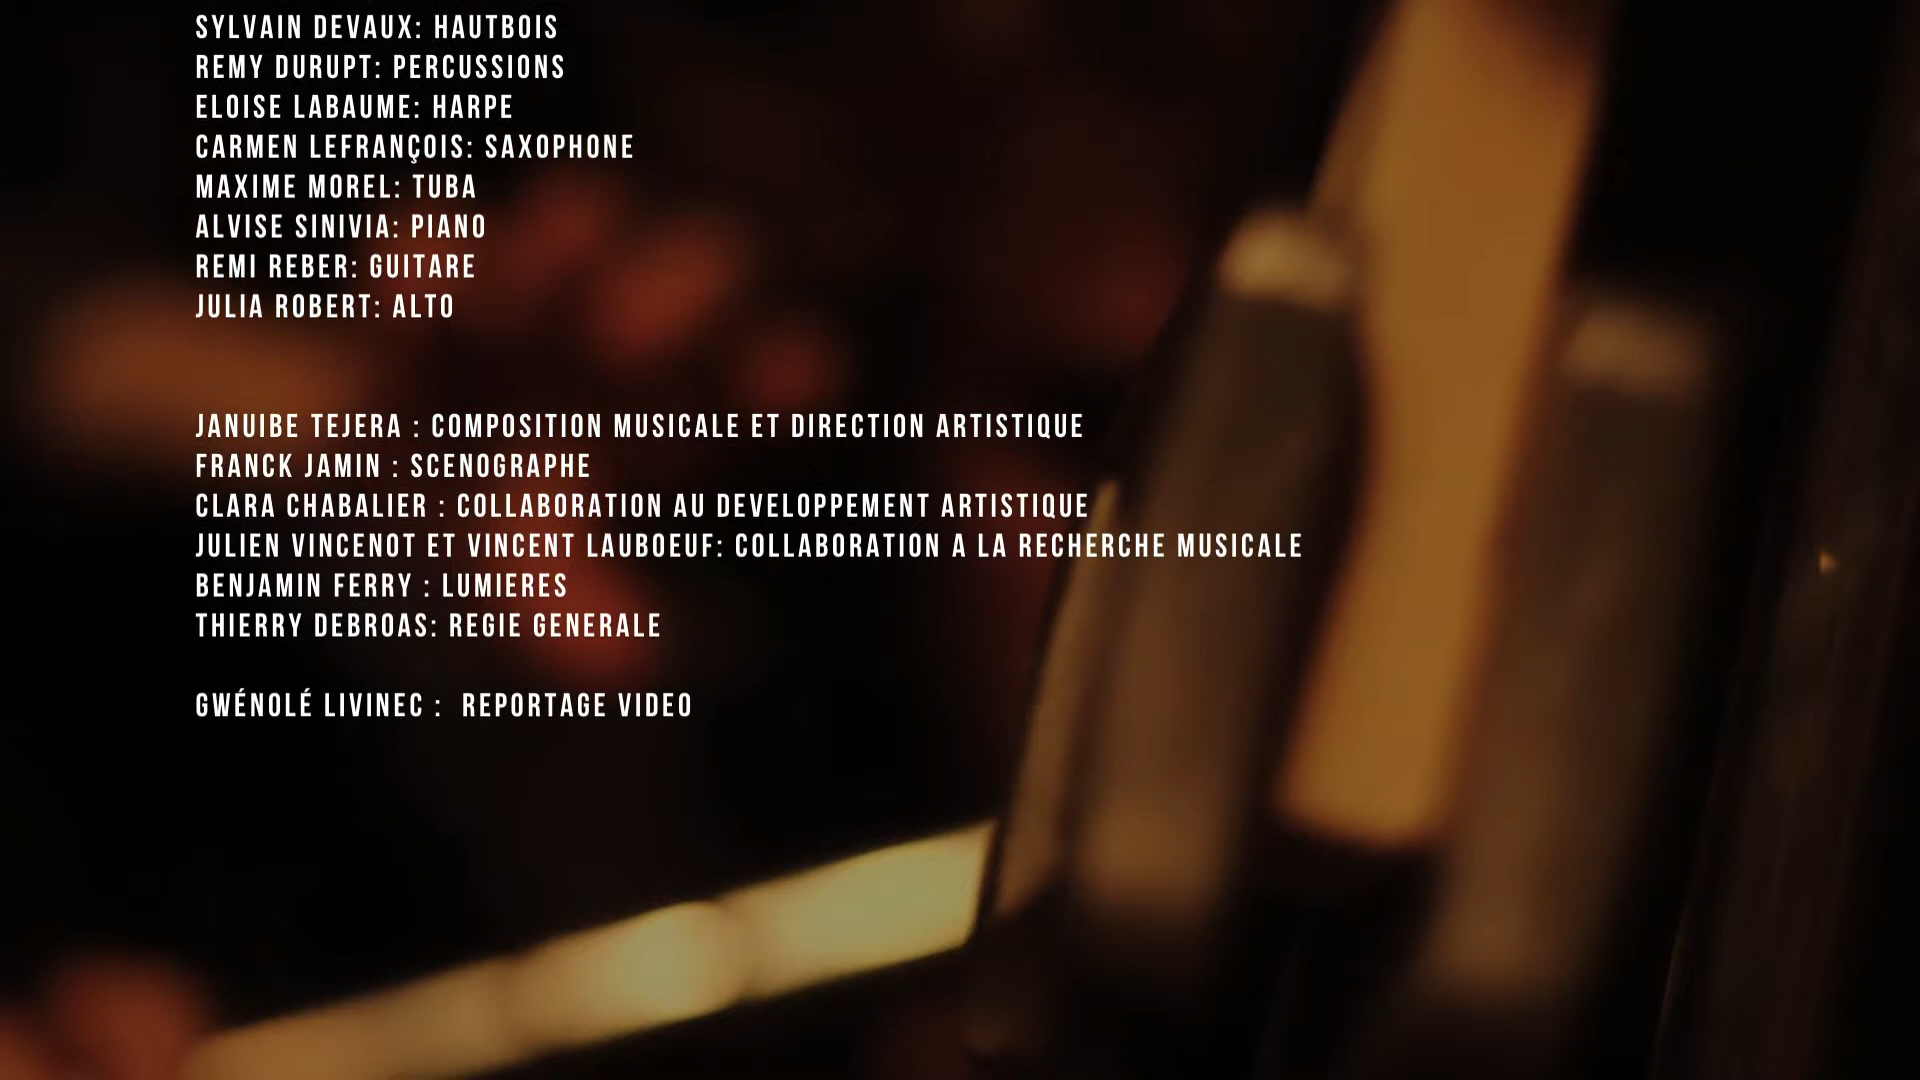 SYLVAIN DEVAUX: HAUTBOIS
REMY DURUPT: PERCUSSIONS
ELOISE LABAUME: HARPE
CARMEN LEFRANÇOIS: SAXOPHONE
MAXIME MOREL: TUBA
ALVISE SINIVIA: PIANO
REMI REBER: GUITARE
JULIA ROBERT: ALTO
JANUIBE TEJERA : COMPOSITION MUSICALE ET DIRECTION ARTISTIQUE
FRANCK JAMIN : SCENOGRAPHE
CLARA CHABALIER : COLLABORATION AU DEVELOPPEMENT ARTISTIQUE
JULIEN VINCENOT ET VINCENT LAUBOEUF: COLLABORATION A LA RECHERCHE MUSICALE
BENJAMIN FERRY : LUMIERES
THIERRY DEBROAS: REGIE GENERALE
GWÉNOLÉ LIVINEC :  REPORTAGE VIDEO